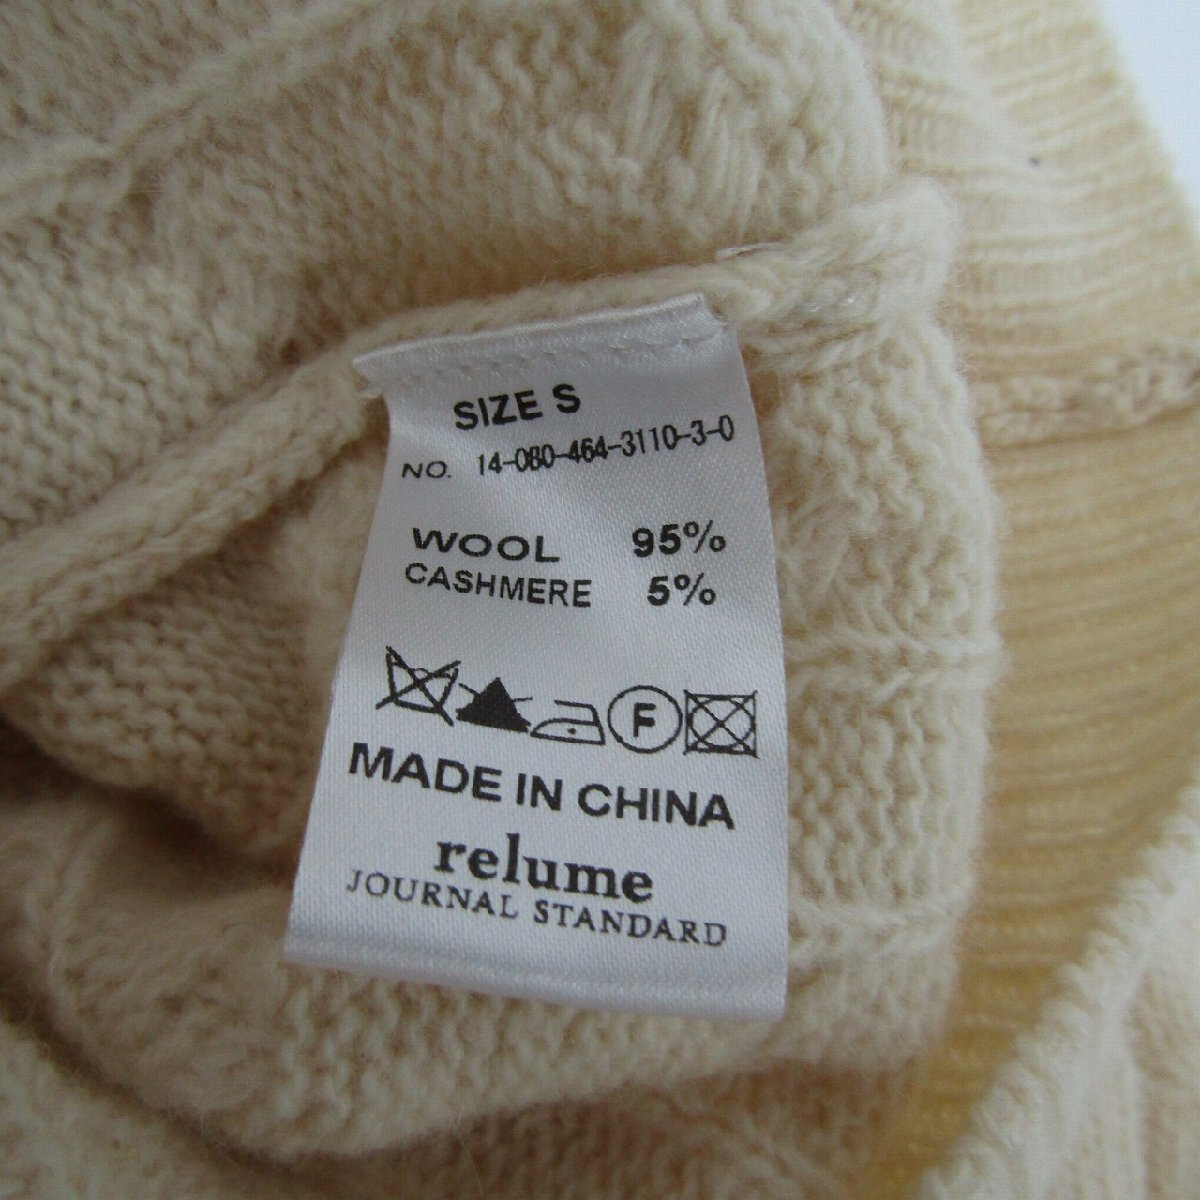 SIZE S
NO. 14-080-464-3110-3-0
WOOL 95%
CASHMERE 5%
F
MADE IN CHINA
relume
JOURNAL STANDARD